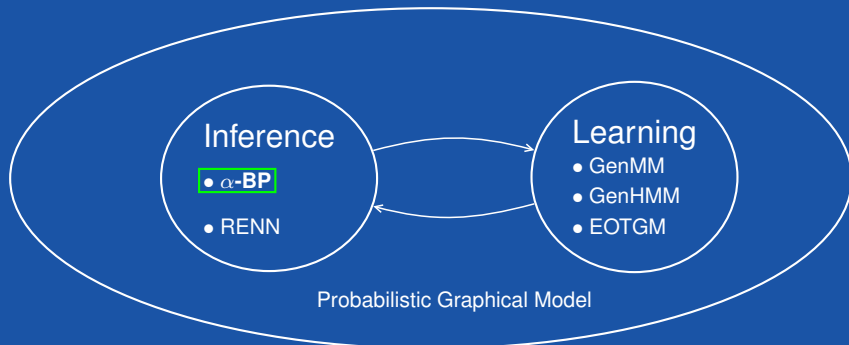 Inference
● α-BP
● RENN
Learning
● GenMM
● GenHMM
● EOTGM
Probabilistic Graphical Model